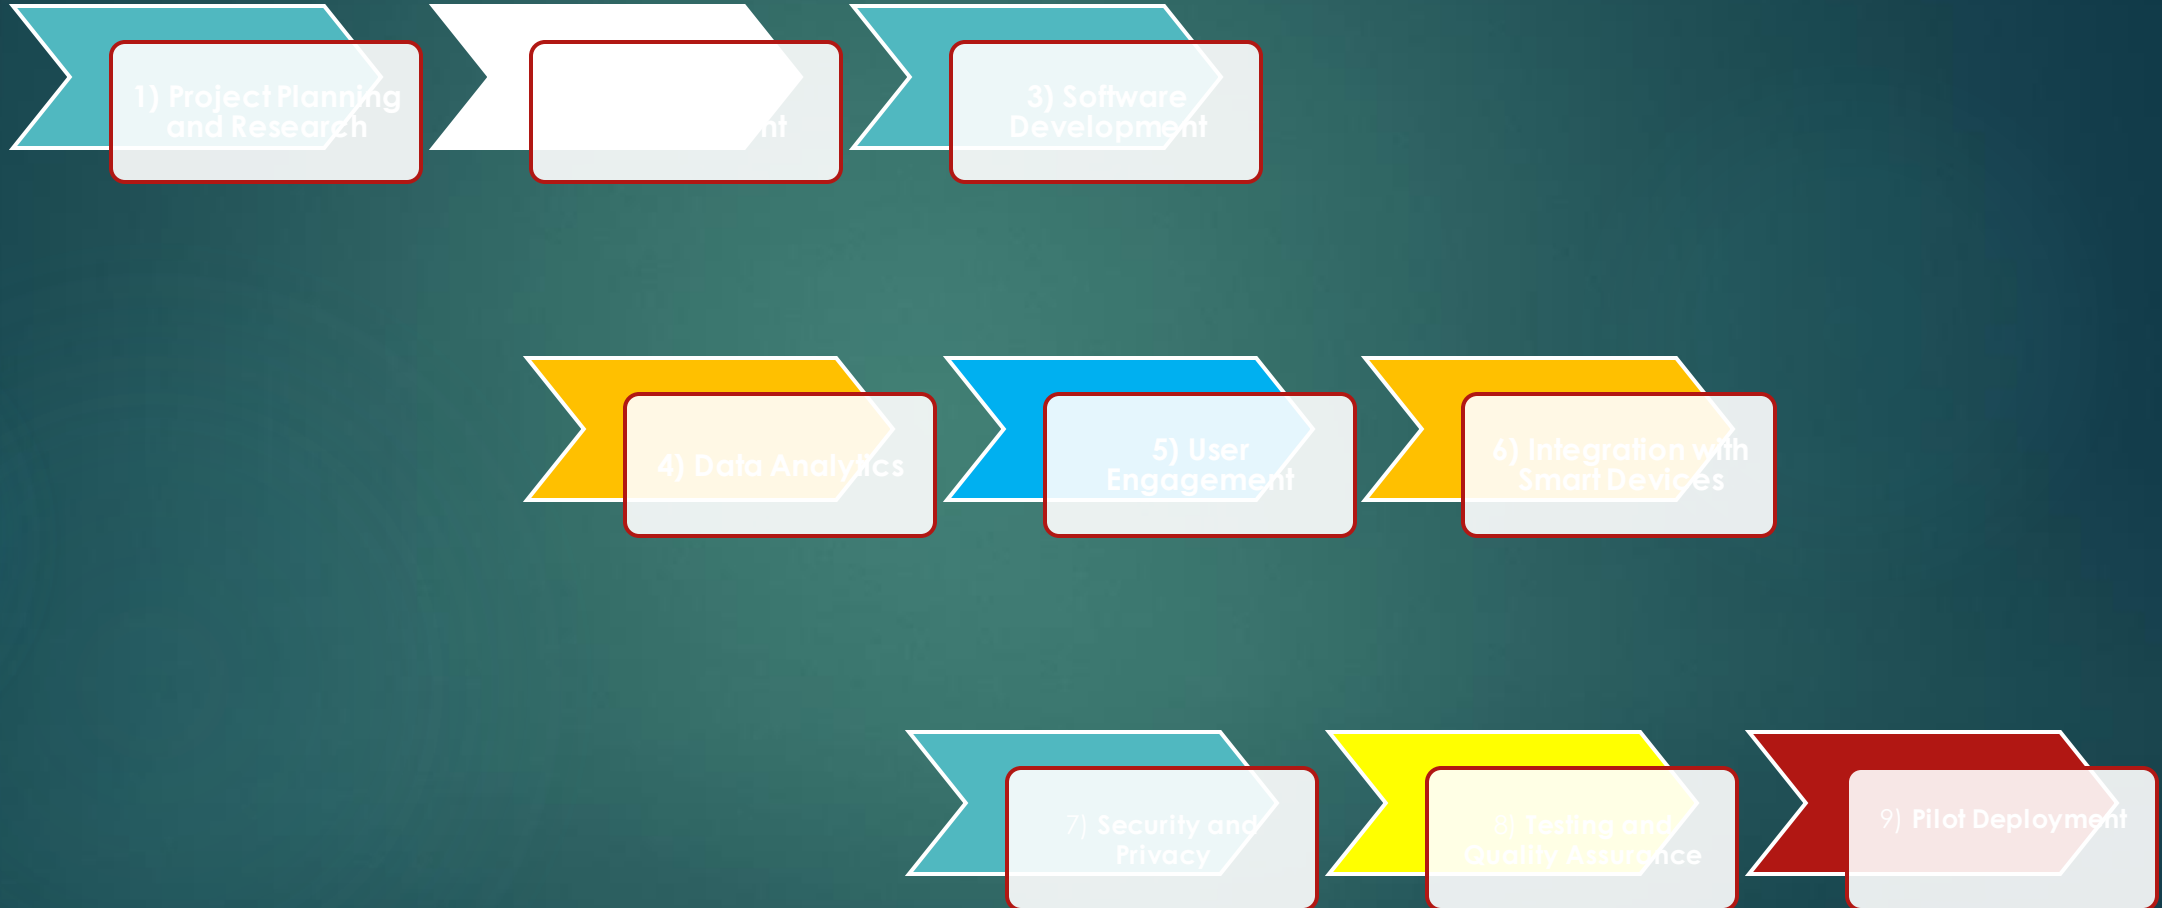 1) Project Planning
and Research
3) Software
Development
4) Data Analytics
5) User
Engagement
6) Integration with
Smart Devices
7) Security and
Privacy
8) Testing and
Quality Assurance
9) Pilot Deployment